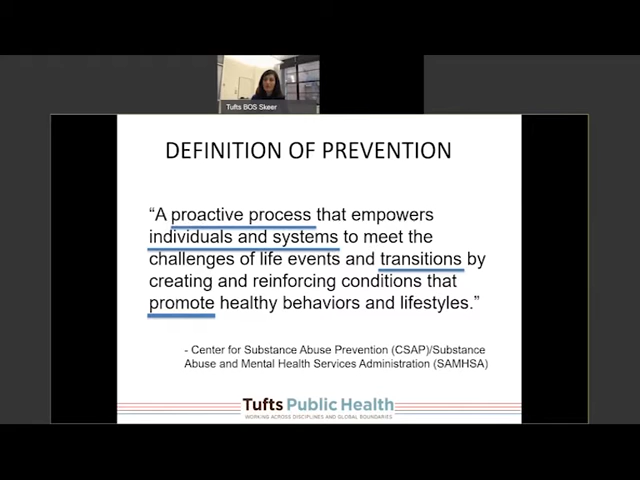 Tufts BOS Skeer
DEFINITION OF PREVENTION
“A proactive process that empowers
individuals and systems to meet the
challenges of life events and transitions by
creating and reinforcing conditions that
promote healthy behaviors and lifestyles.”
- Center for Substance Abuse Prevention (CSAP)/Substance
Abuse and Mental Health Services Administration (SAMHSA)
Tufts Public Health
WORKING ACROSS DISCIPLINES AND GLOBAL BOUNDARIES